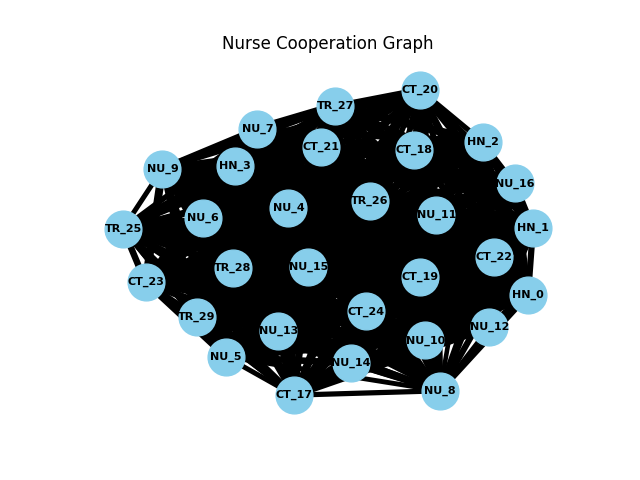 Nurse Cooperation Graph
CT_20
TR_27
NU_7
HN_2
CT_21
CT_18
HN_3
NU_9
NU_16
TR_26
NU_4
NU_11
NU_6
HN_1
TR_25
CT_22
NU_15
TR_28
CT_19
CT_23
HN_0
CT_24
TR_29
NU_12
NU_13
NU_10
NU_5
NU_14
NU_8
CT_17